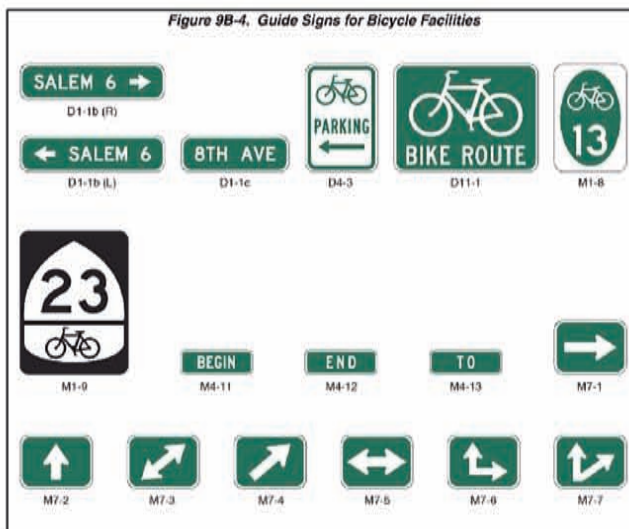 Figure 9B-4. Guide Signs for Bicycle Facilities
SALEM 6
D1-1b (R)
SALEM 6
D1-1b (L)
8TH AVE
D1-1c
PARKING
D4-3
BIKE ROUTE
D11-1
13
M1-8
23
M1-9
BEGIN
M4-11
END
M4-12
TO
M4-13
M7-1
M7-2
M7-3
M7-4
M7-5
M7-6
M7-7